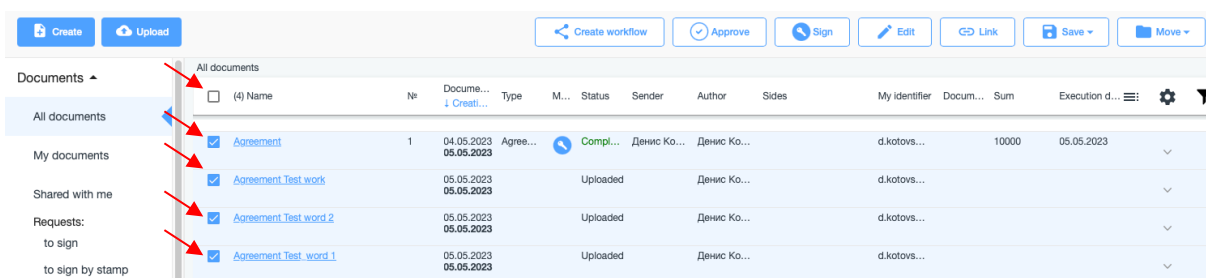 Create Upload Create workflow Approve Sign Edit Link Save Move
Documents
All documents
(4) Name № Docume... ↓ Creati... Type M... Status Sender Author Sides My identifier Docum... Sum Execution d...
All documents
Agreement 1 04.05.2023 Agree... Compl... Денис Ко... Денис Ко... d.kotovs... 10000 05.05.2023
05.05.2023
My documents
Agreement Test work 05.05.2023 Uploaded Денис Ко... d.kotovs...
05.05.2023
Shared with me
Agreement Test word 2 05.05.2023 Uploaded Денис Ко... d.kotovs...
05.05.2023
Requests:
to sign
Agreement Test, word 1 05.05.2023 Uploaded Денис Ко... d.kotovs...
05.05.2023
to sign by stamp